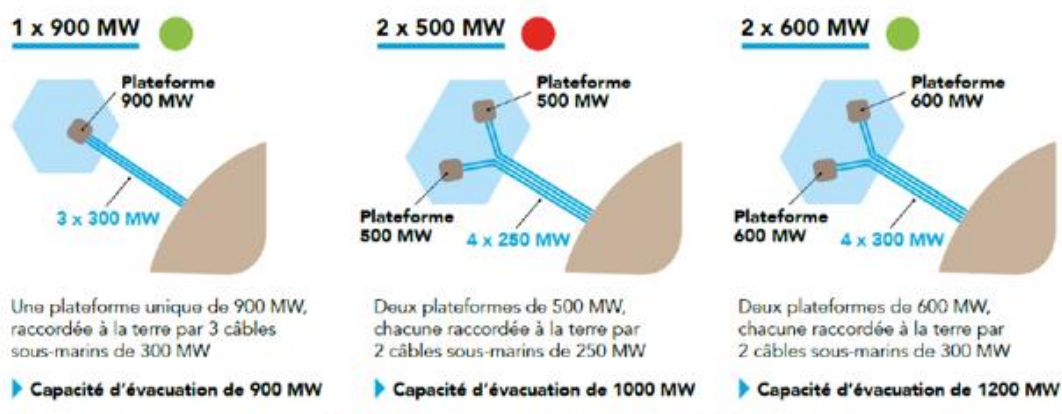 1 x 900 MW
Plateforme
900 MW
3 x 300 MW
Une plateforme unique de 900 MW,
raccordée à la terre par 3 câbles
sous-marins de 300 MW
Capacité d'évacuation de 900 MW
2 x 500 MW
Plateforme
500 MW
Plateforme
500 MW
4 x 250 MW
Deux plateformes de 500 MW,
chacune raccordée à la terre par
2 câbles sous-marins de 250 MW
Capacité d'évacuation de 1000 MW
2 x 600 MW
Plateforme
600 MW
Plateforme
600 MW
4 x 300 MW
Deux plateformes de 600 MW,
chacune raccordée à la terre par
2 câbles sous-marins de 300 MW
Capacité d'évacuation de 1200 MW